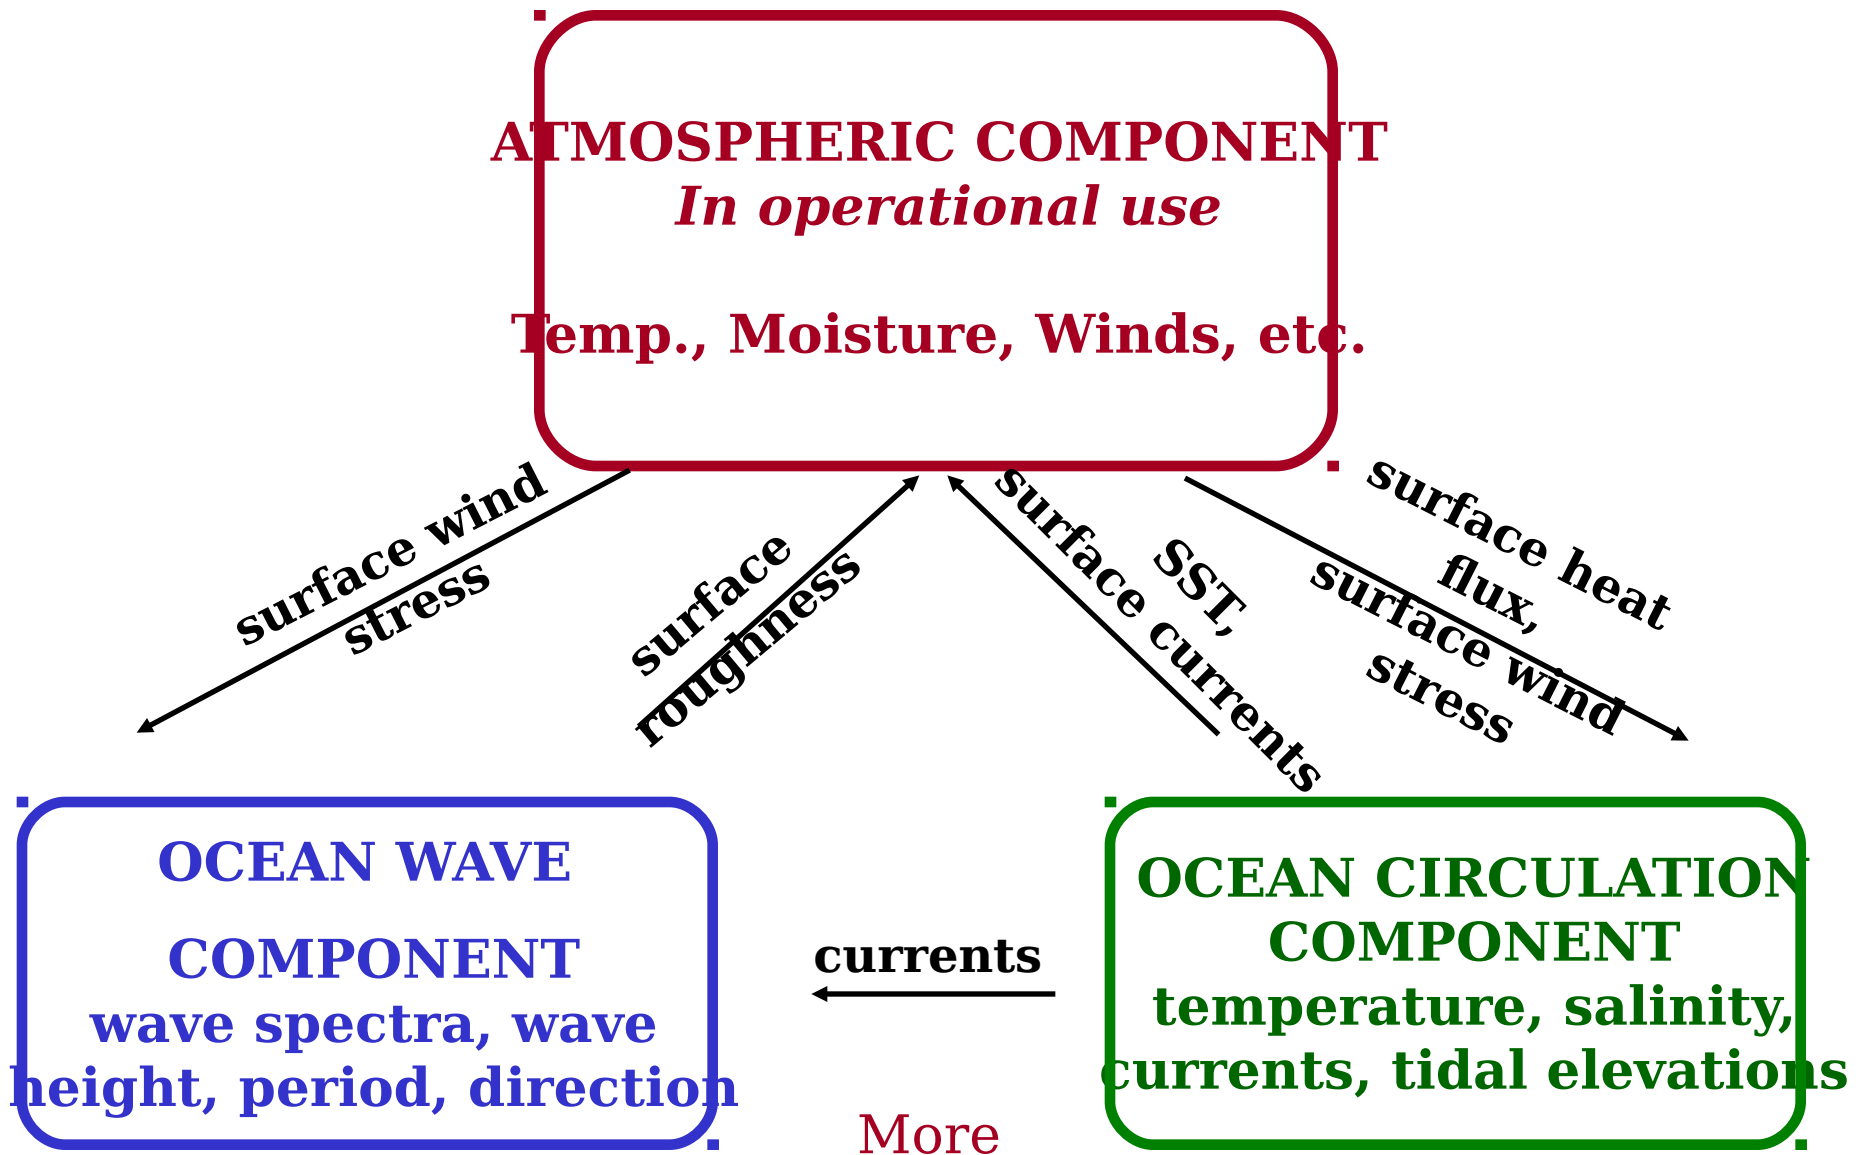 ATMOSPHERIC COMPONENT
In operational use
Temp., Moisture, Winds, etc.
surface wind
stress
surface
roughness
SST,
surface currents
surface heat
flux,
surface wind
stress
OCEAN WAVE
COMPONENT
wave spectra, wave
height, period, direction
currents
OCEAN CIRCULATION
COMPONENT
temperature, salinity,
currents, tidal elevations
More